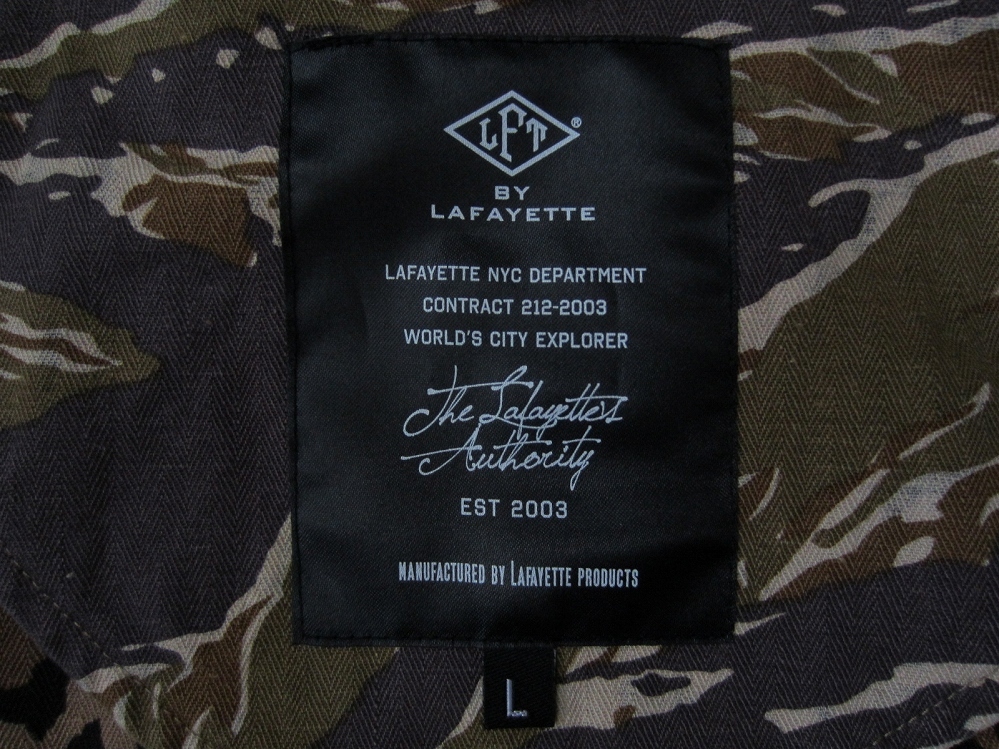 LFT®
BY
LAFAYETTE
LAFAYETTE NYC DEPARTMENT
CONTRACT 212-2003
WORLD'S CITY EXPLORER
The Lafayette's
Authority
EST 2003
MANUFACTURED BY LAFAYETTE PRODUCTS
L